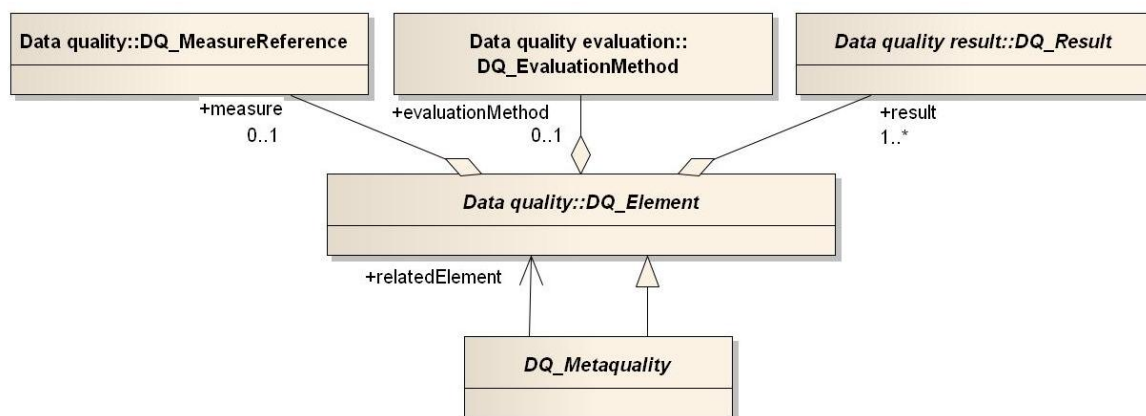 Data quality::DQ_MeasureReference
Data quality evaluation::
DQ_EvaluationMethod
Data quality result::DQ_Result
+measure
0..1
+evaluationMethod
0..1
+result
1..*
Data quality::DQ_Element
+relatedElement
DQ_Metaquality